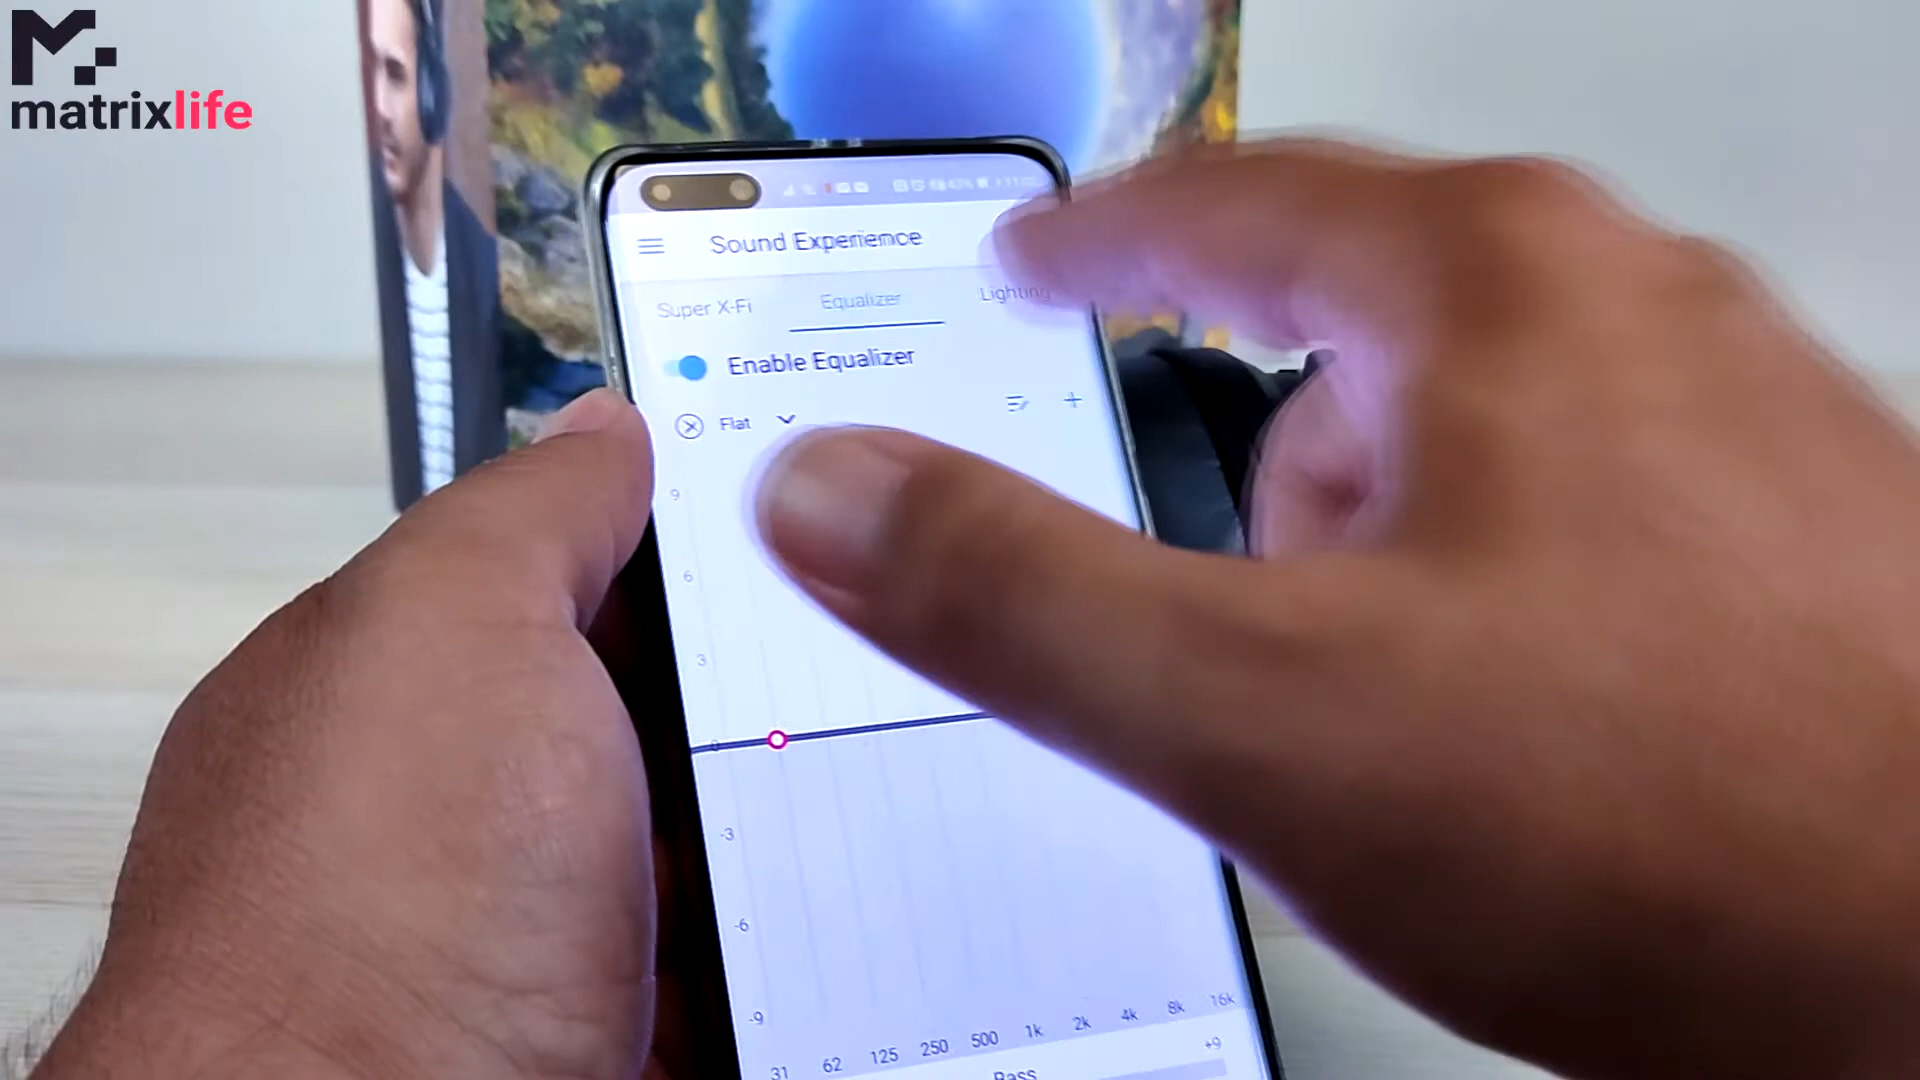 matrixlife
Sound Experience
Super X-Fi Equalizer Lighting
Enable Equalizer
Flat
9
6
3
0
-3
-6
-9
31 62 125 250 500 1k 2k 4k 8k 16k
+9
Bass